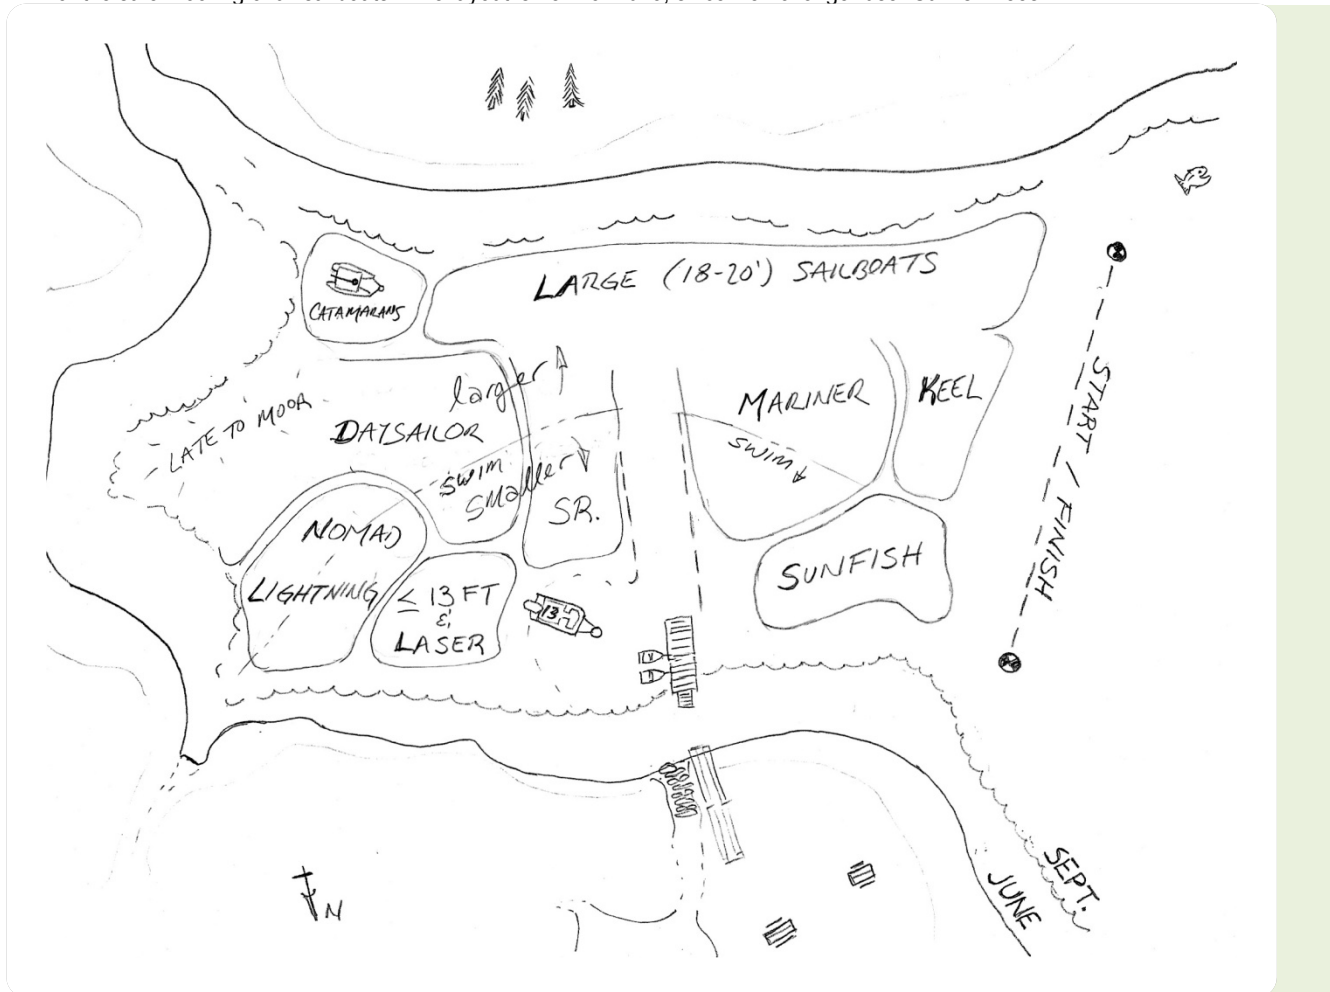 LARGE (18-20') SAILBOATS
CATAMARANS
larger
MARINER
KEEL
LATE TO MOOR
DAYSAILOR
SWIM
SWIM
smaller
SR.
START / FINISH
NOMAD
LIGHTNING
≤ 13 FT
&
LASER
13
SUNFISH
SEPT.
JUNE
N